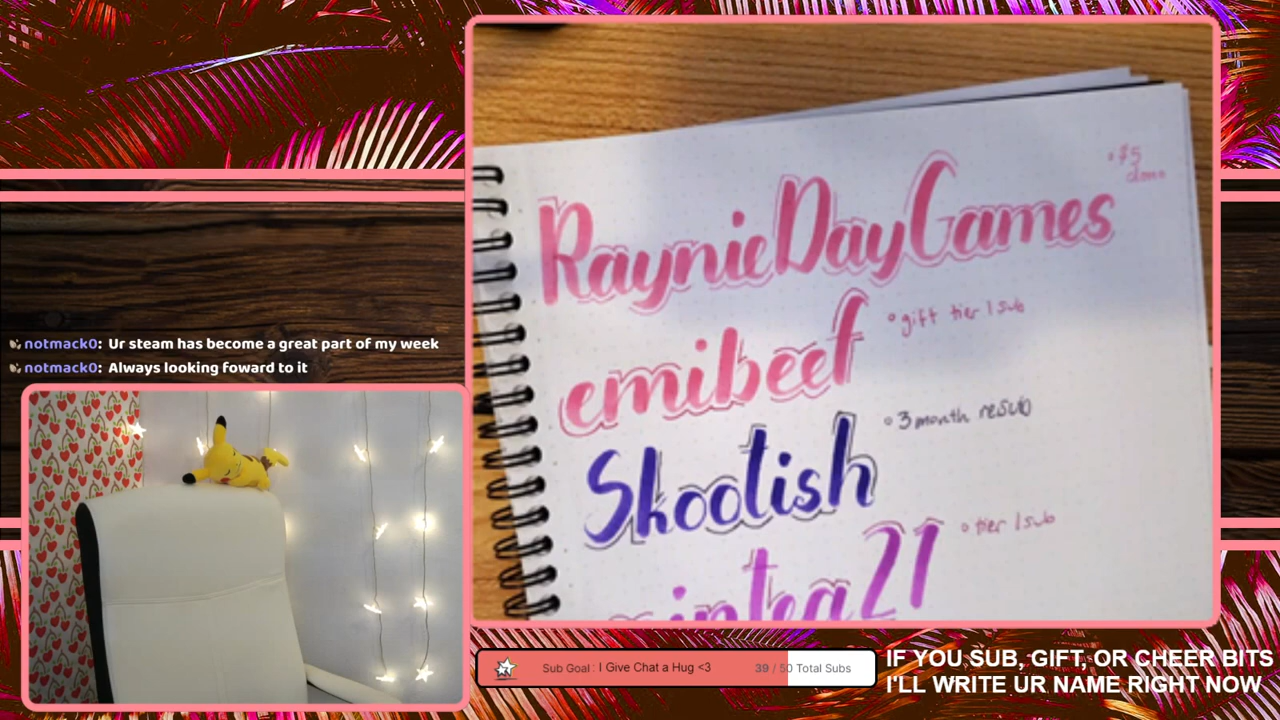 RaynieDayGames
$5
dono
emibeef
gift tier 1 sub
Skootish
3 month resub
21
tier 1 sub
notmack0: Ur steam has become a great part of my week
notmack0: Always looking foward to it
Sub Goal : I Give Chat a Hug <3 39 / 50 Total Subs
IF YOU SUB, GIFT, OR CHEER BITS
I'LL WRITE UR NAME RIGHT NOW